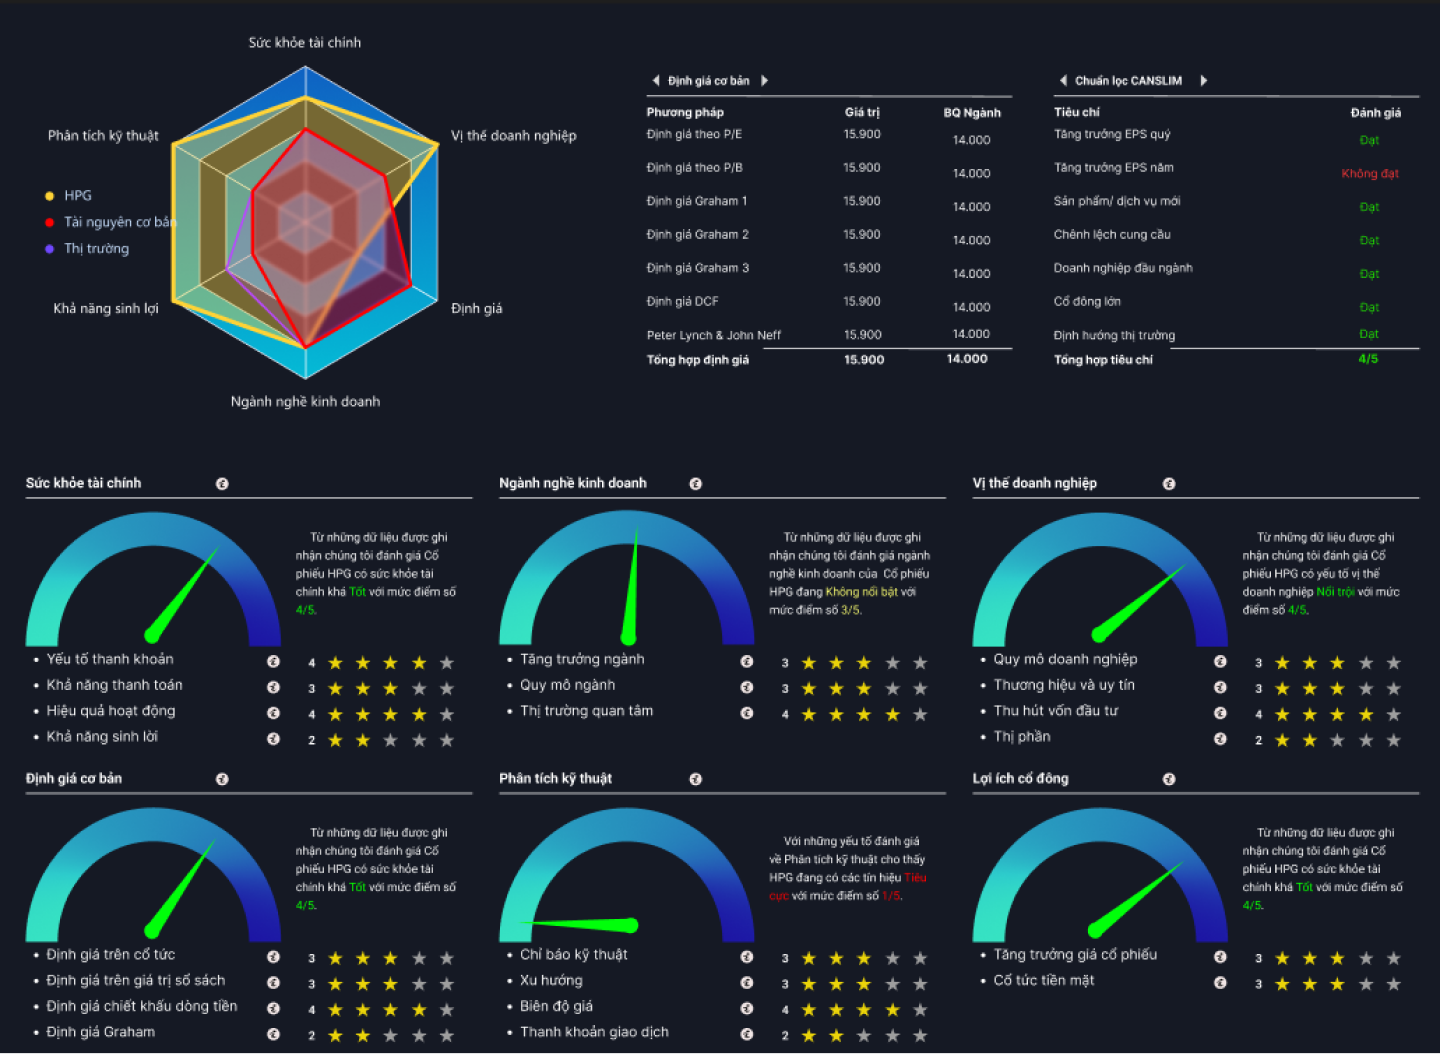 Sức khỏe tài chính
Phân tích kỹ thuật
Vị thế doanh nghiệp
HPG
Tài nguyên cơ bản
Thị trường
Khả năng sinh lợi
Định giá
Ngành nghề kinh doanh
Định giá cơ bản
Phương pháp Giá trị BQ Ngành
Định giá theo P/E 15.900 14.000
Định giá theo P/B 15.900 14.000
Định giá Graham 1 15.900 14.000
Định giá Graham 2 15.900 14.000
Định giá Graham 3 15.900 14.000
Định giá DCF 15.900 14.000
Peter Lynch & John Neff 15.900 14.000
Tổng hợp định giá 15.900 14.000
Chuẩn lọc CANSLIM
Tiêu chí Đánh giá
Tăng trưởng EPS quý Đạt
Tăng trưởng EPS năm Không đạt
Sản phẩm/ dịch vụ mới Đạt
Chênh lệch cung cầu Đạt
Doanh nghiệp đầu ngành Đạt
Cổ đông lớn Đạt
Định hướng thị trường Đạt
Tổng hợp tiêu chí 4/5
Sức khỏe tài chính
Từ những dữ liệu được ghi
nhận chúng tôi đánh giá Cổ
phiếu HPG có sức khỏe tài
chính khá Tốt với mức điểm số
4/5.
Yếu tố thanh khoản 4
Khả năng thanh toán 3
Hiệu quả hoạt động 4
Khả năng sinh lời 2
Ngành nghề kinh doanh
Từ những dữ liệu được ghi
nhận chúng tôi đánh giá ngành
nghề kinh doanh của Cổ phiếu
HPG đang Không nổi bật với
mức điểm số 3/5.
Tăng trưởng ngành 3
Quy mô ngành 3
Thị trường quan tâm 4
Vị thế doanh nghiệp
Từ những dữ liệu được ghi
nhận chúng tôi đánh giá Cổ
phiếu HPG có yếu tố vị thế
doanh nghiệp Nổi trội với mức
điểm số 4/5.
Quy mô doanh nghiệp 3
Thương hiệu và uy tín 3
Thu hút vốn đầu tư 4
Thị phần 2
Định giá cơ bản
Từ những dữ liệu được ghi
nhận chúng tôi đánh giá Cổ
phiếu HPG có sức khỏe tài
chính khá Tốt với mức điểm số
4/5.
Định giá trên cổ tức 3
Định giá trên giá trị sổ sách 3
Định giá chiết khấu dòng tiền 4
Định giá Graham 2
Phân tích kỹ thuật
Với những yếu tố đánh giá
về Phân tích kỹ thuật cho thấy
HPG đang có các tín hiệu Tiêu
cực với mức điểm số 1/5.
Chỉ báo kỹ thuật 3
Xu hướng 3
Biên độ giá 4
Thanh khoản giao dịch 2
Lợi ích cổ đông
Từ những dữ liệu được ghi
nhận chúng tôi đánh giá Cổ
phiếu HPG có sức khỏe tài
chính khá Tốt với mức điểm số
4/5.
Tăng trưởng giá cổ phiếu 3
Cổ tức tiền mặt 3